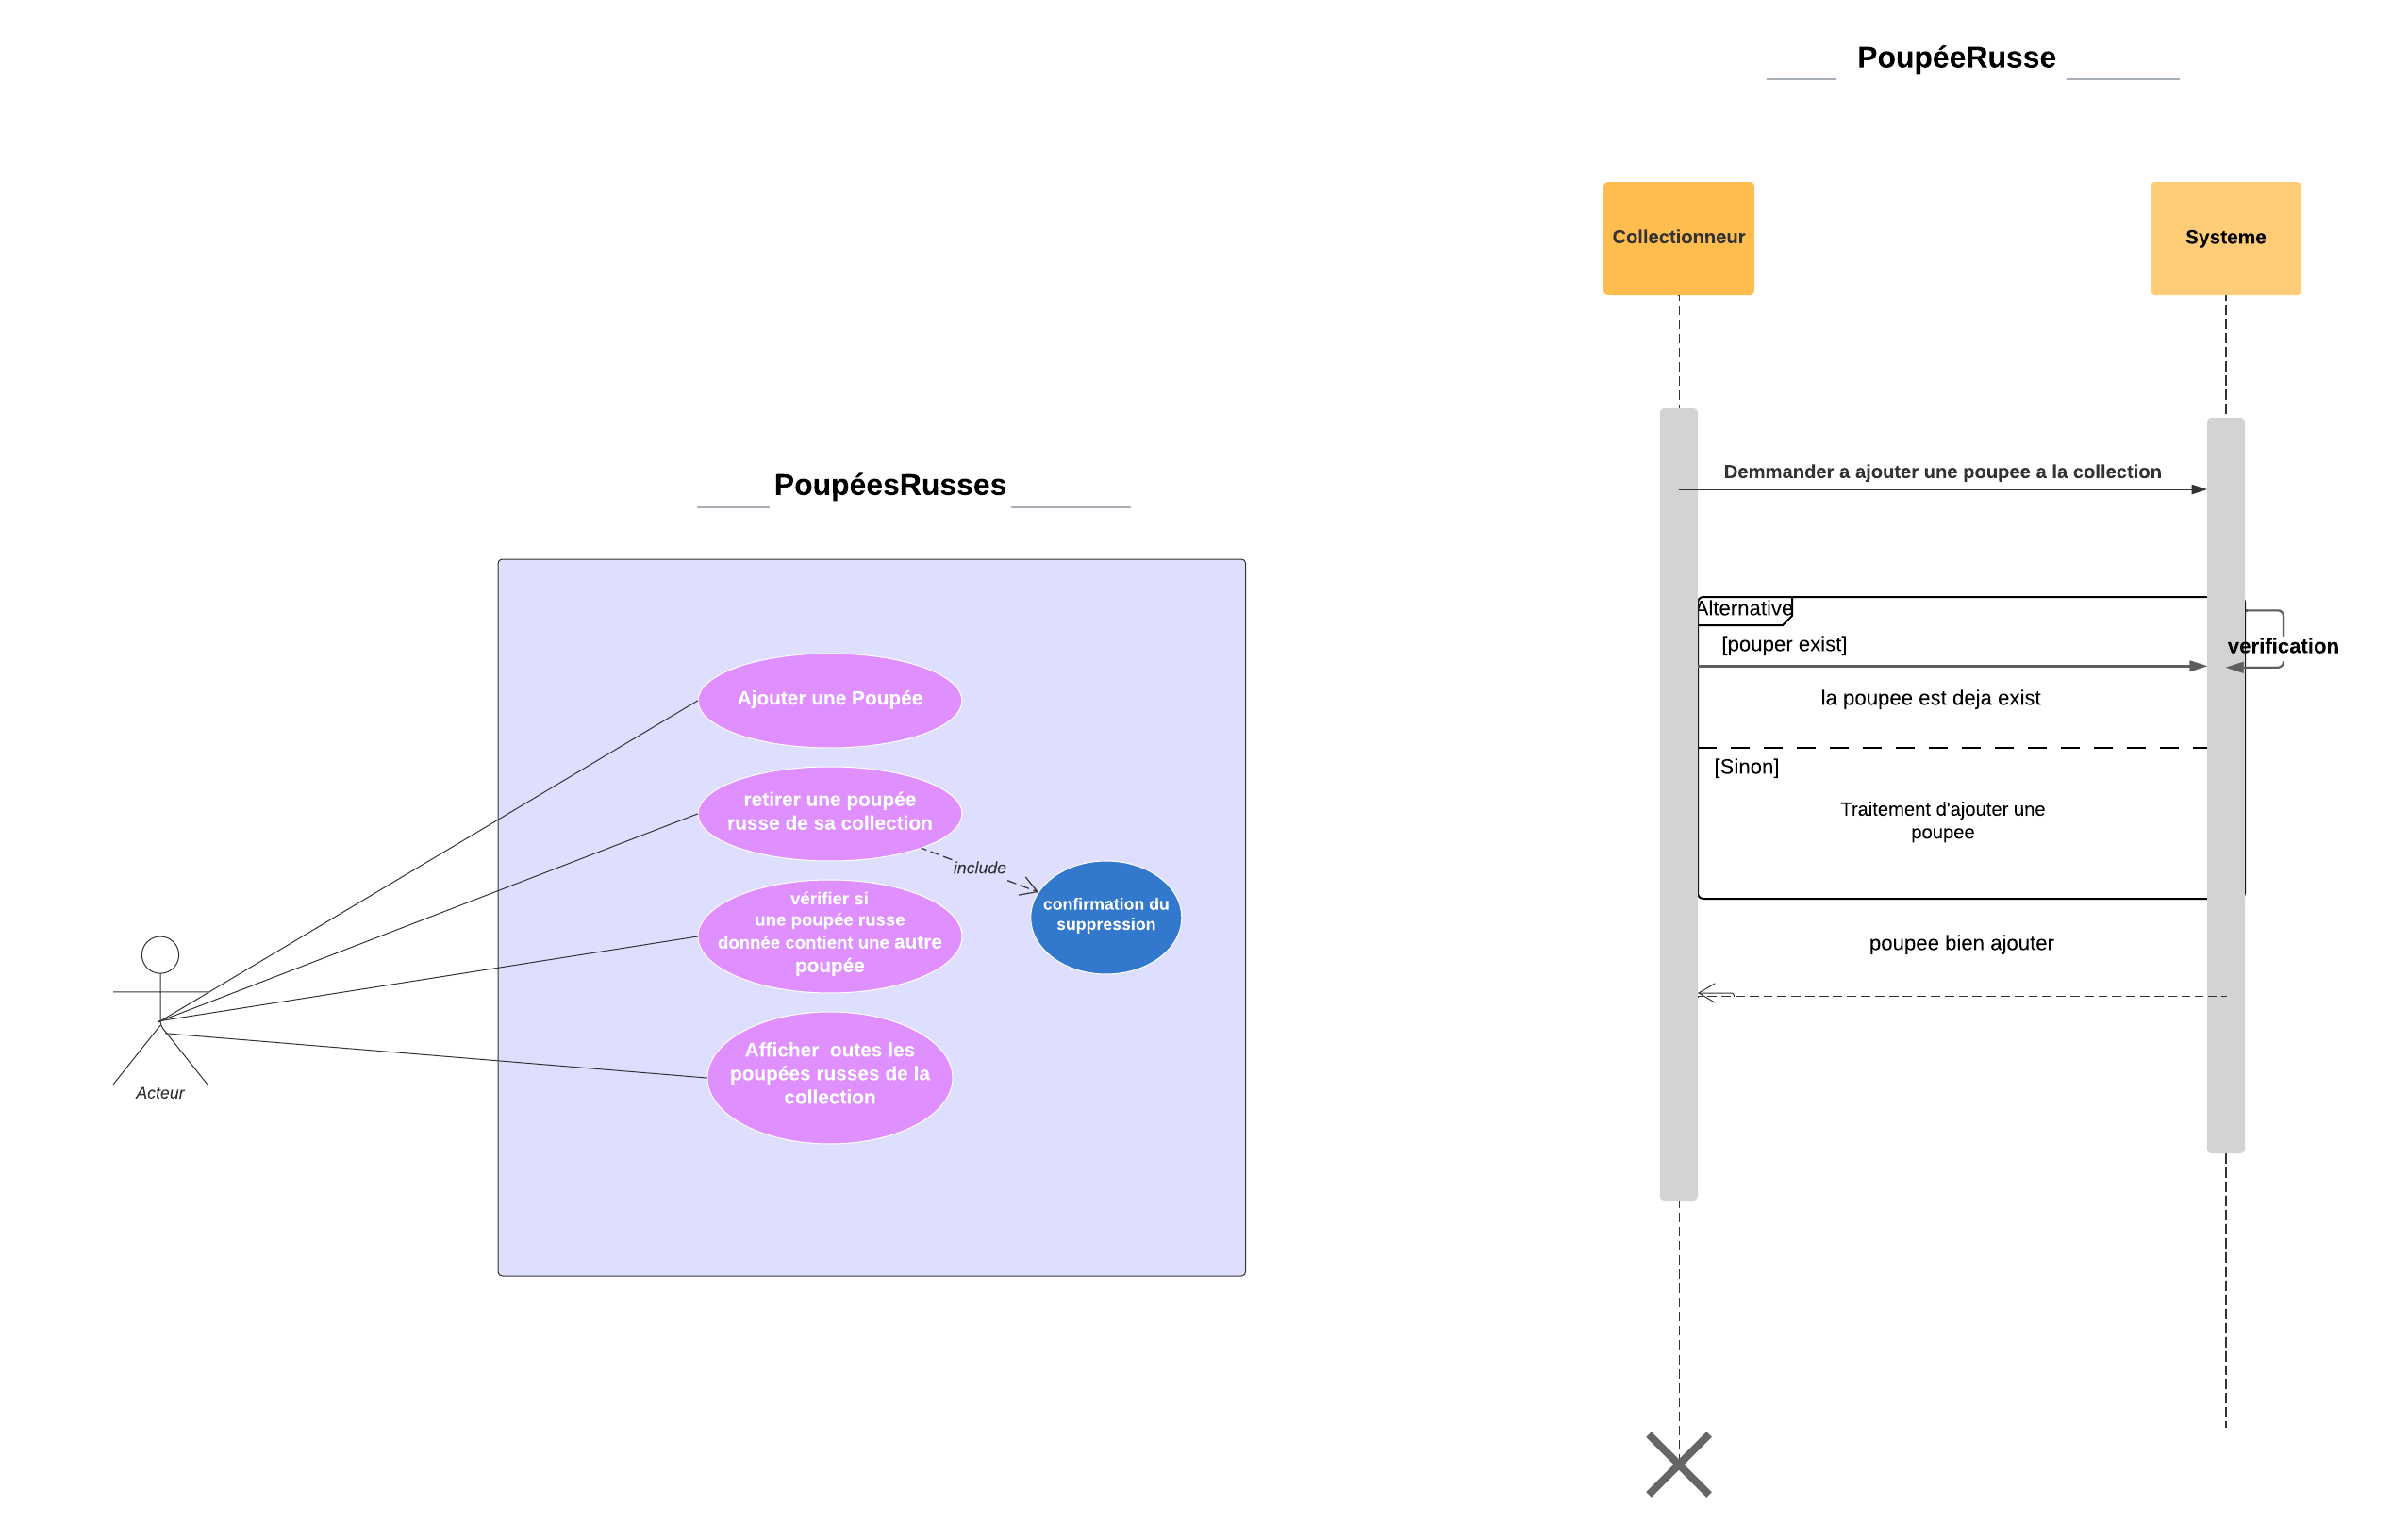 PoupéesRusses
Ajouter une Poupée
retirer une poupée
russe de sa collection
include
confirmation du
suppression
vérifier si
une poupée russe
donnée contient une autre
poupée
Afficher  outes les
poupées russes de la
collection
Acteur
PoupéeRusse
Collectionneur
Systeme
Demmander a ajouter une poupee a la collection
Alternative
[pouper exist]
verification
la poupee est deja exist
[Sinon]
Traitement d'ajouter une
poupee
poupee bien ajouter